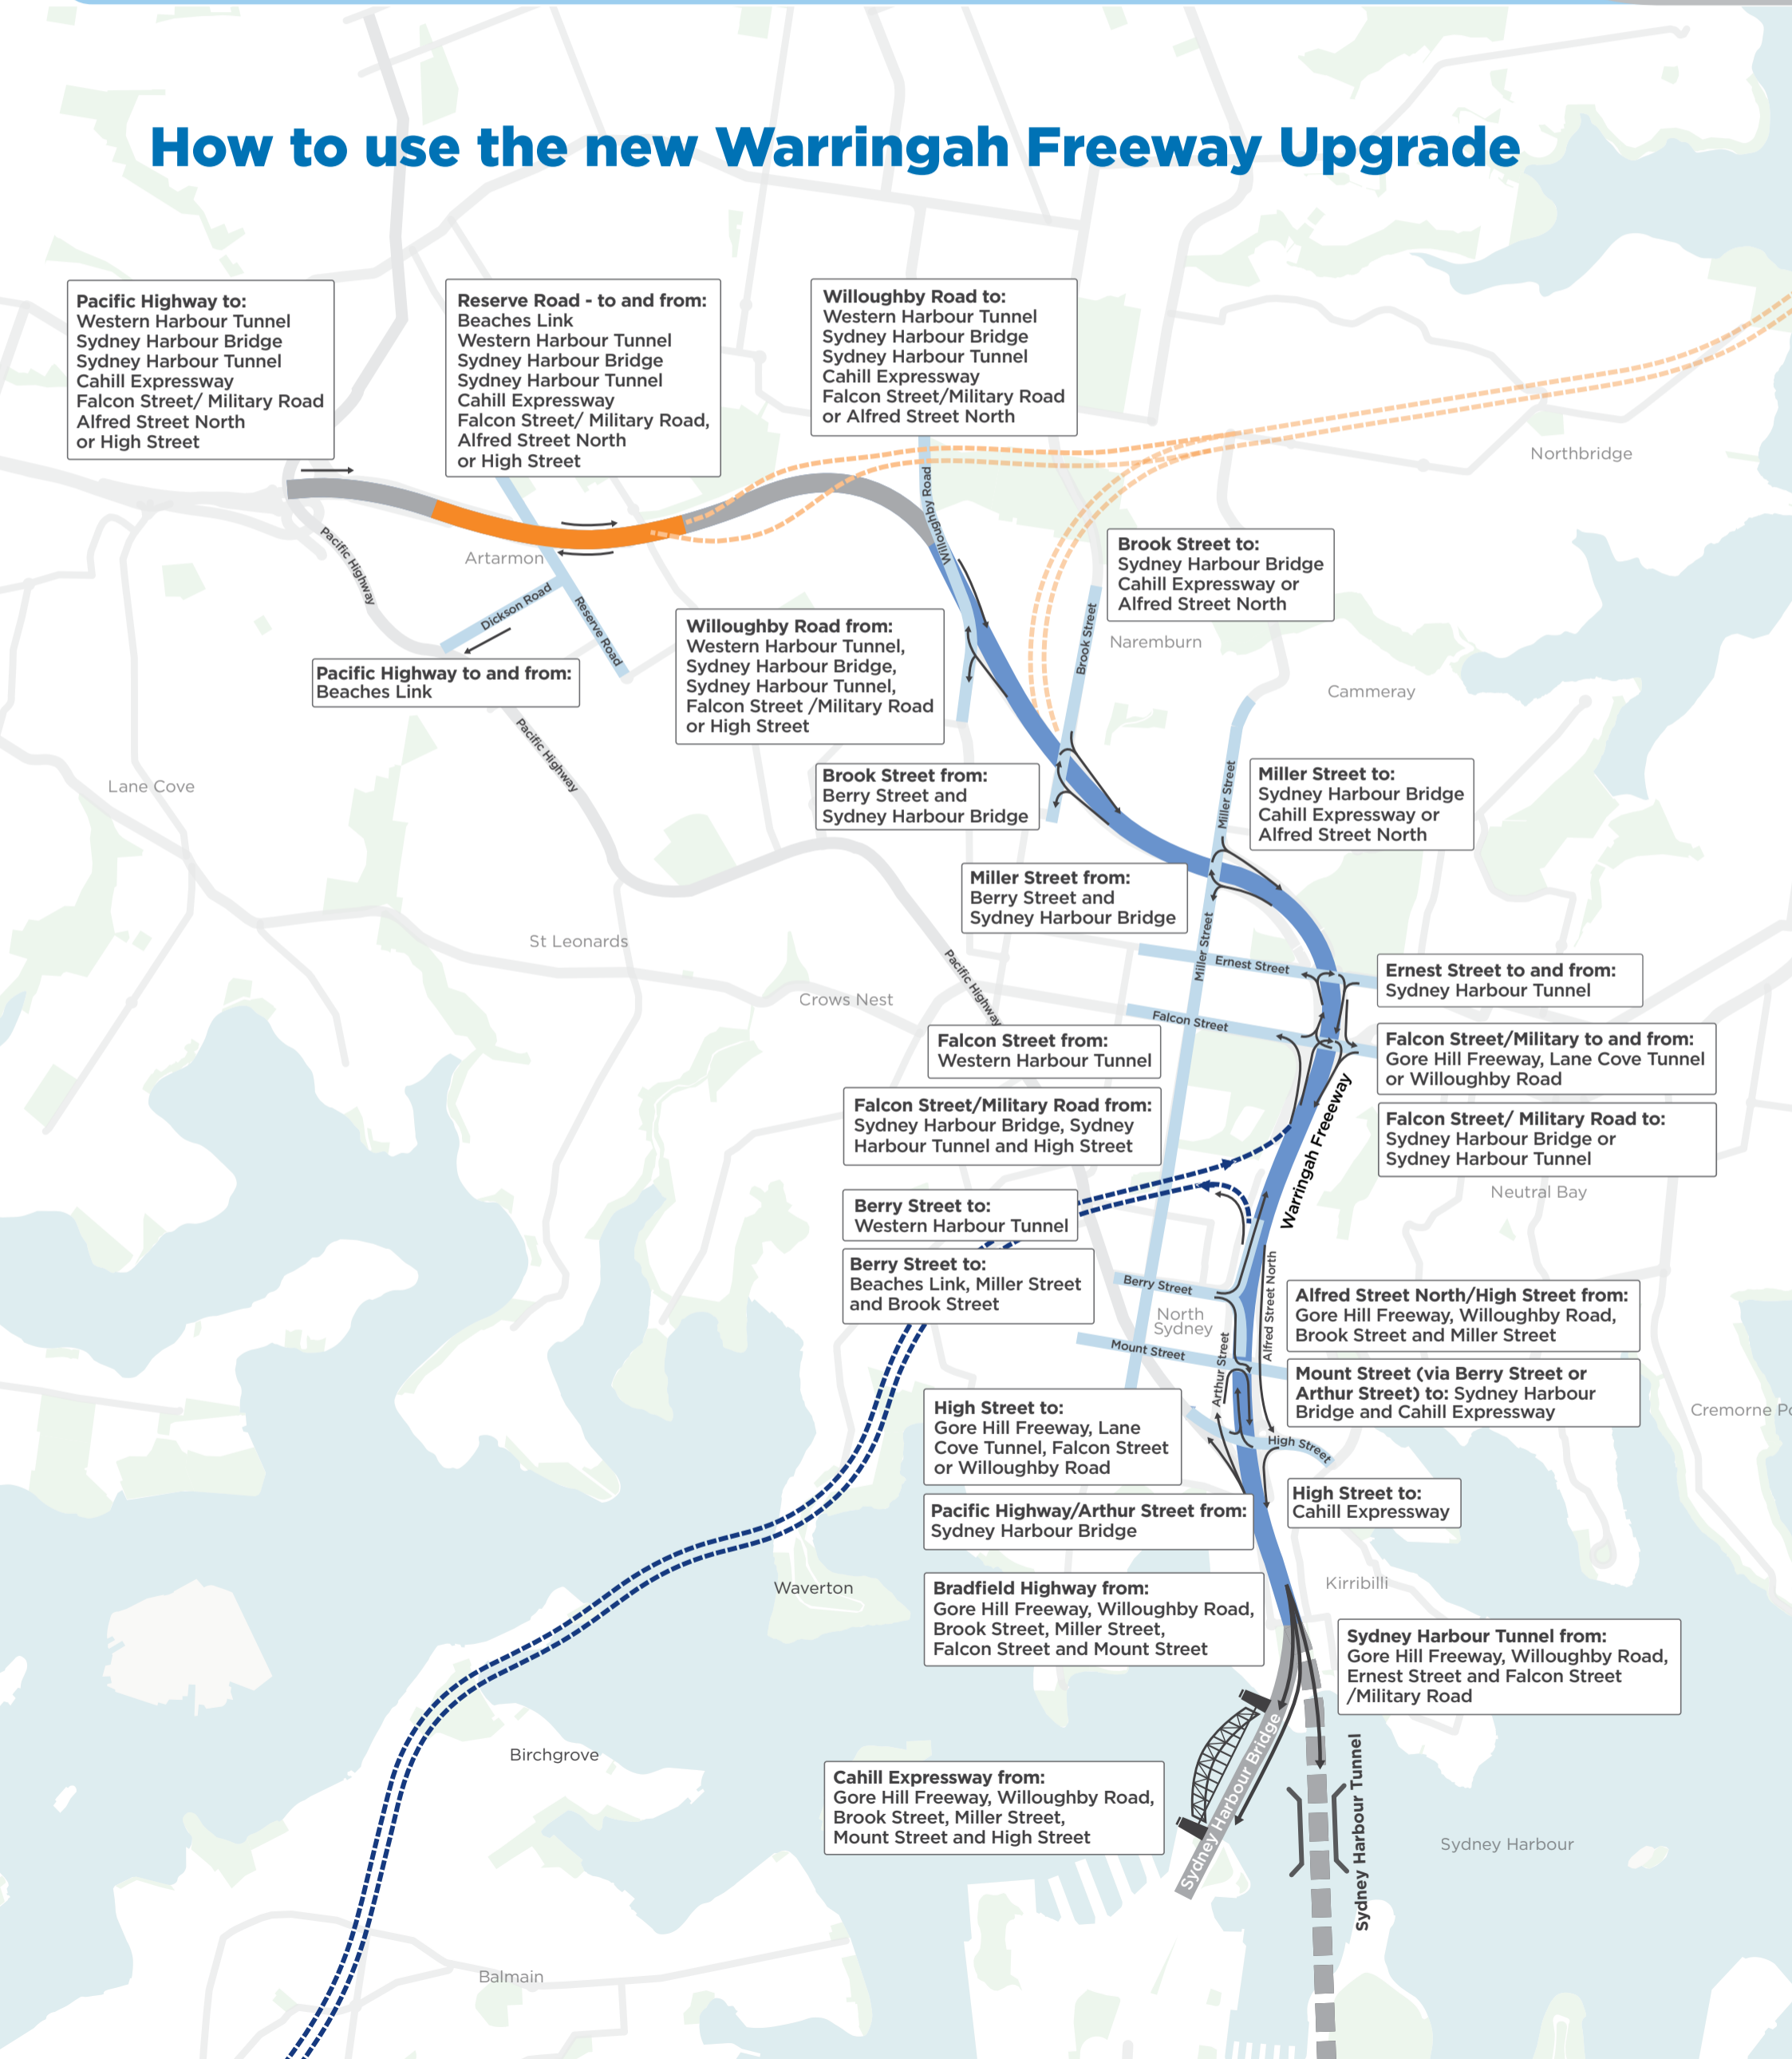 How to use the new Warringah Freeway Upgrade
Pacific Highway to:
Western Harbour Tunnel
Sydney Harbour Bridge
Sydney Harbour Tunnel
Cahill Expressway
Falcon Street/ Military Road
Alfred Street North
or High Street
Reserve Road - to and from:
Beaches Link
Western Harbour Tunnel
Sydney Harbour Bridge
Sydney Harbour Tunnel
Cahill Expressway
Falcon Street/ Military Road,
Alfred Street North
or High Street
Willoughby Road to:
Western Harbour Tunnel
Sydney Harbour Bridge
Sydney Harbour Tunnel
Cahill Expressway
Falcon Street/Military Road
or Alfred Street North
Northbridge
Willoughby Road
Pacific Highway
Artarmon
Dickson Road
Reserve Road
Brook Street to:
Sydney Harbour Bridge
Cahill Expressway or
Alfred Street North
Willoughby Road from:
Western Harbour Tunnel,
Sydney Harbour Bridge,
Sydney Harbour Tunnel,
Falcon Street /Military Road
or High Street
Brook Street
Naremburn
Pacific Highway to and from:
Beaches Link
Cammeray
Pacific Highway
Lane Cove
Brook Street from:
Berry Street and
Sydney Harbour Bridge
Miller Street
Miller Street to:
Sydney Harbour Bridge
Cahill Expressway or
Alfred Street North
Miller Street from:
Berry Street and
Sydney Harbour Bridge
St Leonards
Miller Street
Pacific Highway
Ernest Street
Ernest Street to and from:
Sydney Harbour Tunnel
Crows Nest
Falcon Street
Falcon Street from:
Western Harbour Tunnel
Falcon Street/Military to and from:
Gore Hill Freeway, Lane Cove Tunnel
or Willoughby Road
Falcon Street/Military Road from:
Sydney Harbour Bridge, Sydney
Harbour Tunnel and High Street
Warringah Freeeway
Falcon Street/ Military Road to:
Sydney Harbour Bridge or
Sydney Harbour Tunnel
Neutral Bay
Berry Street to:
Western Harbour Tunnel
Berry Street to:
Beaches Link, Miller Street
and Brook Street
Berry Street
North
Sydney
Alfred Street North
Alfred Street North/High Street from:
Gore Hill Freeway, Willoughby Road,
Brook Street and Miller Street
Mount Street
Arthur Street
Mount Street (via Berry Street or
Arthur Street) to: Sydney Harbour
Bridge and Cahill Expressway
Cremorne Po
High Street to:
Gore Hill Freeway, Lane
Cove Tunnel, Falcon Street
or Willoughby Road
High Street
High Street to:
Cahill Expressway
Pacific Highway/Arthur Street from:
Sydney Harbour Bridge
Waverton
Kirribilli
Bradfield Highway from:
Gore Hill Freeway, Willoughby Road,
Brook Street, Miller Street,
Falcon Street and Mount Street
Sydney Harbour Tunnel from:
Gore Hill Freeway, Willoughby Road,
Ernest Street and Falcon Street
/Military Road
Birchgrove
Sydney Harbour Bridge
Sydney Harbour Tunnel
Cahill Expressway from:
Gore Hill Freeway, Willoughby Road,
Brook Street, Miller Street,
Mount Street and High Street
Sydney Harbour
Balmain